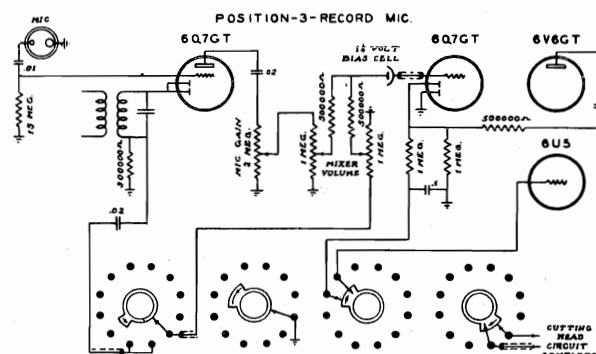 POSITION-3-RECORD MIC.
MIC
6Q7GT
1½ VOLT
BIAS CELL
6Q7GT
6V6GT
.01
.02
15 MEG.
500000Ω
MIC GAIN
2 MEG.
1 MEG.
500000Ω
500000Ω
MIXER
VOLUME
1 MEG.
1 MEG.
.1
1 MEG.
500000Ω
6U5
.02
CUTTING
HEAD
CIRCUIT